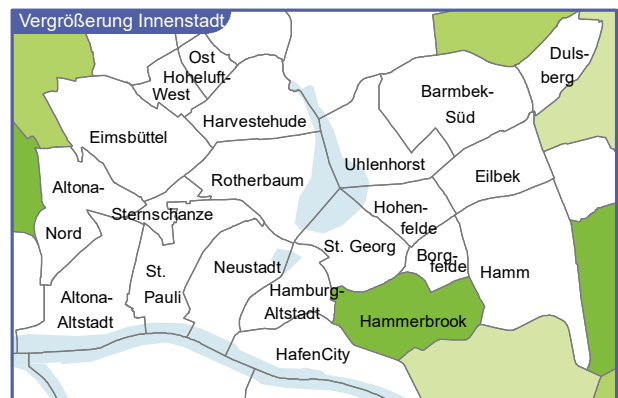 Vergrößerung Innenstadt
Ost
Hoheluft-
West
Duls-
berg
Barmbek-
Süd
Harvestehude
Eimsbüttel
Uhlenhorst
Eilbek
Rotherbaum
Altona-
Nord
Sternschanze
Hohen-
felde
St. Georg
Borg-
felde
Hamm
St.
Pauli
Neustadt
Hamburg-
Altstadt
Altona-
Altstadt
Hammerbrook
HafenCity